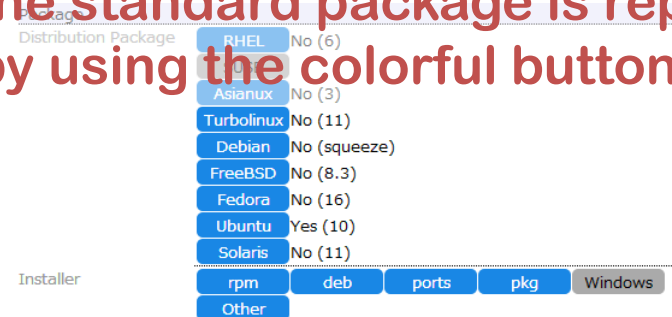 he standard package is rep
Package
Distribution Package RHEL No (6)
by using the colorful button
Asianux No (3)
Turbolinux No (11)
Debian No (squeeze)
FreeBSD No (8.3)
Fedora No (16)
Ubuntu Yes (10)
Solaris No (11)
Installer rpm deb ports pkg Windows
Other